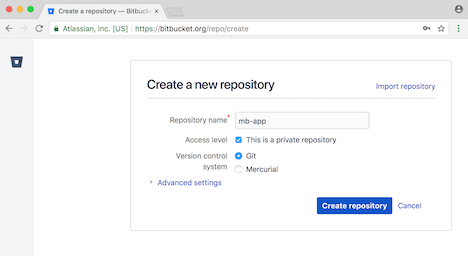 Create a repository — Bitbuck
Atlassian, Inc. [US] | https://bitbucket.org/repo/create
Create a new repository
Import repository
Repository name* mb-app
Access level This is a private repository
Version control system Git
Mercurial
Advanced settings
Create repository Cancel